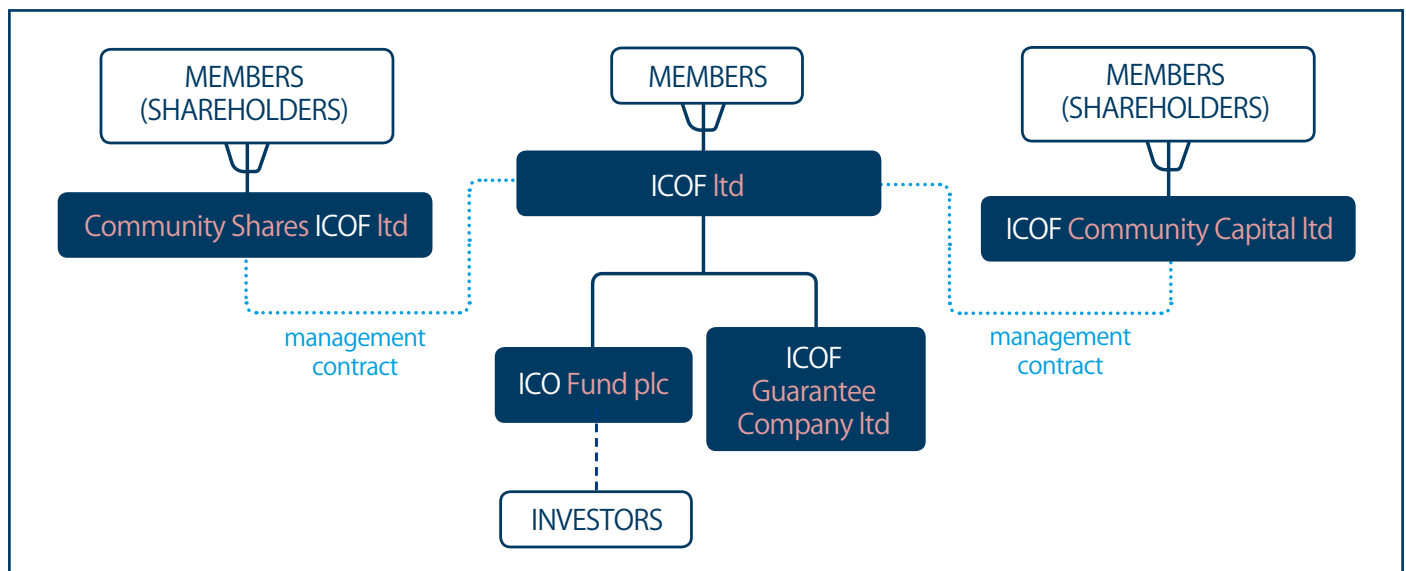 MEMBERS
(SHAREHOLDERS)
Community Shares ICOF ltd
management
contract
MEMBERS
ICOF ltd
ICO Fund plc
INVESTORS
ICOF
Guarantee
Company ltd
MEMBERS
(SHAREHOLDERS)
ICOF Community Capital ltd
management
contract